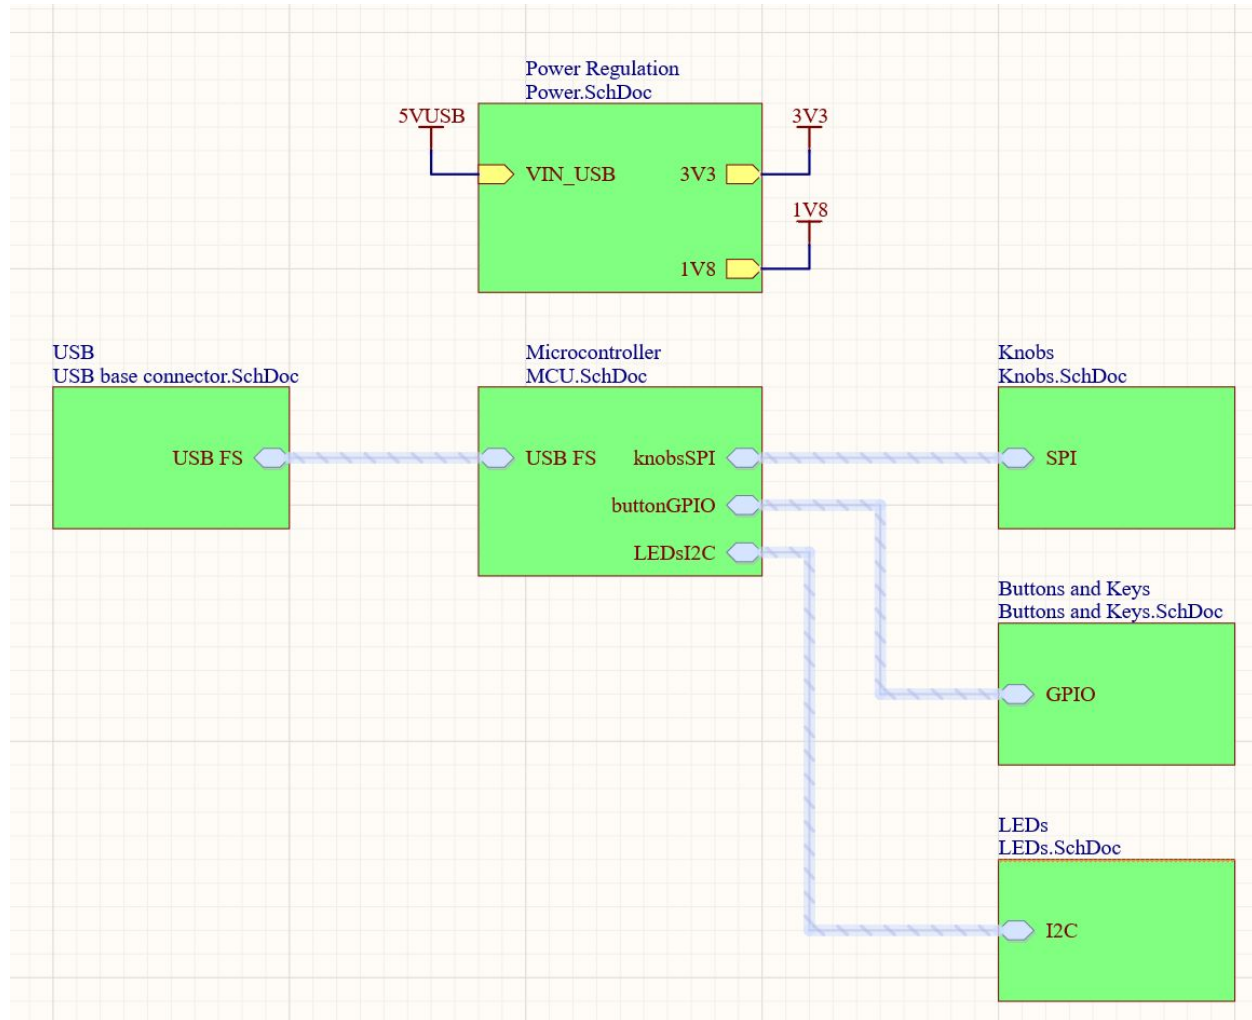 Power Regulation
Power.SchDoc
5VUSB
3V3
VIN_USB
3V3
1V8
1V8
USB
USB base connector.SchDoc
USB FS
Microcontroller
MCU.SchDoc
USB FS
knobsSPI
buttonGPIO
LEDsI2C
Knobs
Knobs.SchDoc
SPI
Buttons and Keys
Buttons and Keys.SchDoc
GPIO
LEDs
LEDs.SchDoc
I2C